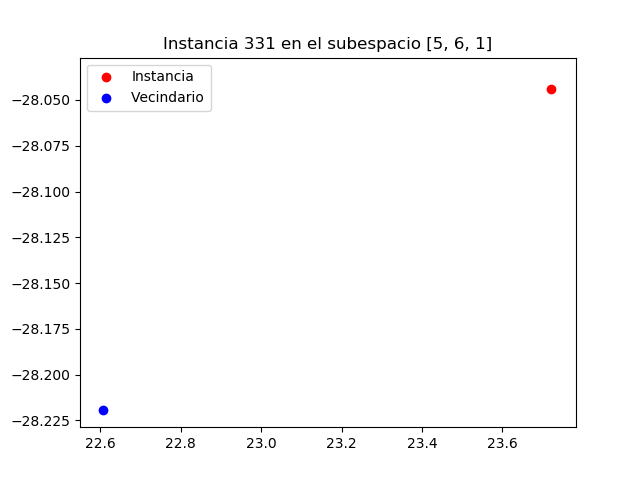 Instancia 331 en el subespacio [5, 6, 1]
Instancia
Vecindario
−28.050
−28.075
−28.100
−28.125
−28.150
−28.175
−28.200
−28.225
22.6 22.8 23.0 23.2 23.4 23.6